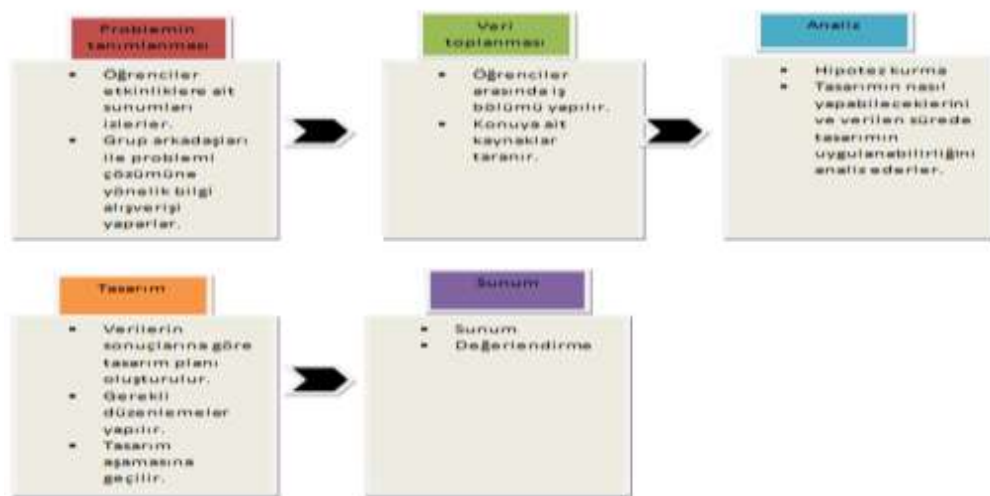 Problemin
tanımlanması
• Öğrenciler
etkinliklere ait
sunumları
izlerler.
• Grup arkadaşları
ile problemi
çözümüne
yönelik bilgi
alışverişi
yaparlar.
Veri
toplanması
• Öğrenciler
arasında iş
bölümü yapılır.
• Konuya ait
kaynaklar
taranır.
Analiz
• Hipotez kurma
• Tasarımın nasıl
yapabileceklerini
ve verilen sürede
tasarımın
uygulanabilirliğini
analiz ederler.
Tasarım
• Verilerin
sonuçlarına göre
tasarım planı
oluşturulur.
• Gerekli
düzenlemeler
yapılır.
• Tasarım
aşamasına
geçilir.
Sunum
• Sunum
• Değerlendirme